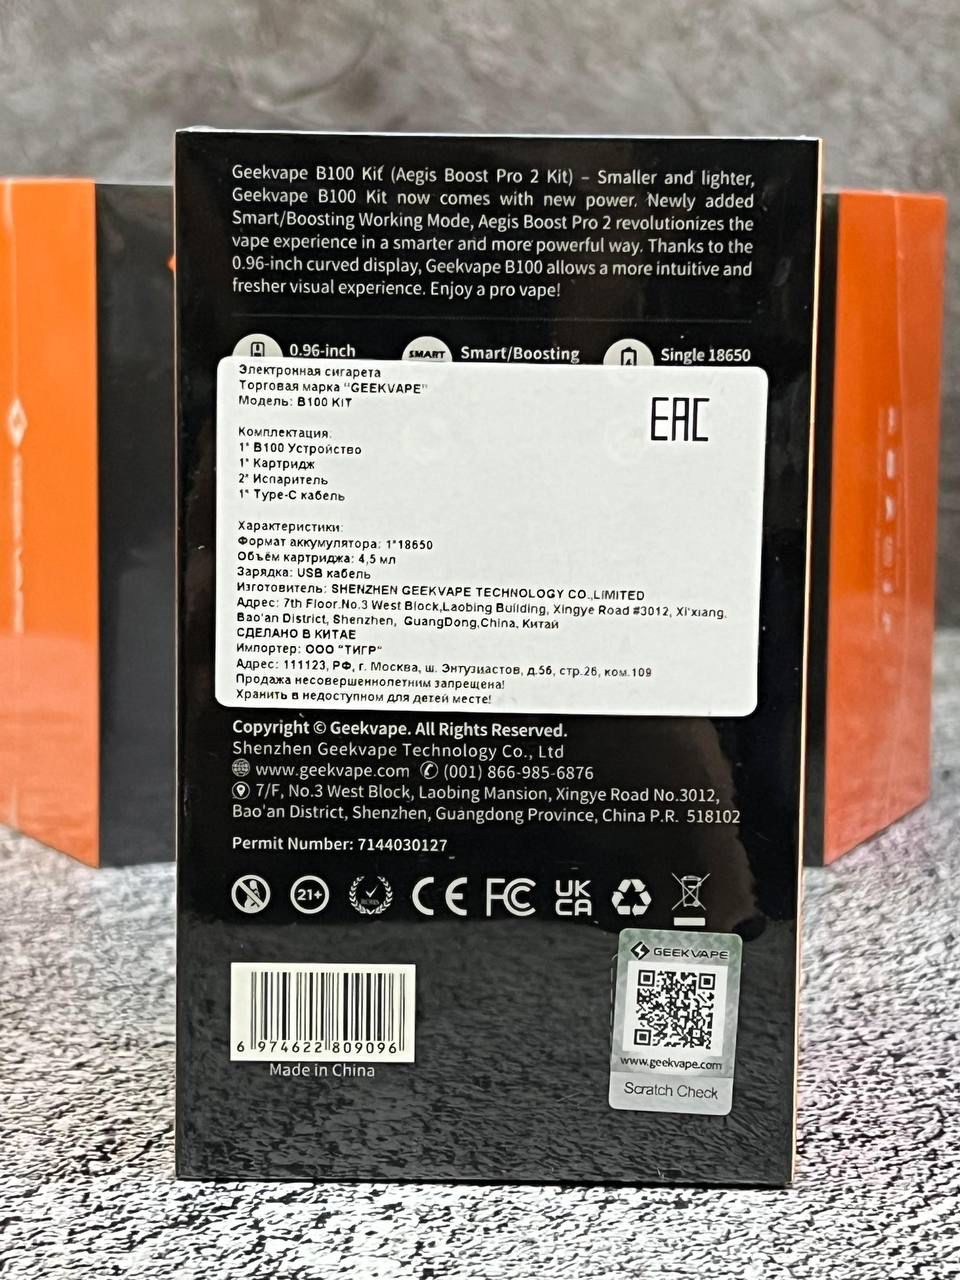 Geekvape B100 Kit (Aegis Boost Pro 2 Kit) – Smaller and lighter,
Geekvape B100 Kit now comes with new power. Newly added
Smart/Boosting Working Mode, Aegis Boost Pro 2 revolutionizes the
vape experience in a smarter and more powerful way. Thanks to the
0.96-inch curved display, Geekvape B100 allows a more intuitive and
fresher visual experience. Enjoy a pro vape!
0.96-inch SMART Smart/Boosting Single 18650
Электронная сигарета
Торговая марка "GEEKVAPE"
Модель: B100 KIT
EAC
Комплектация:
1* B100 Устройство
1* Картридж
2* Испаритель
1* Type-C кабель
Характеристики:
Формат аккумулятора: 1*18650
Объём картриджа: 4,5 мл
Зарядка: USB кабель
Изготовитель: SHENZHEN GEEKVAPE TECHNOLOGY CO.,LIMITED
Адрес: 7th Floor.No.3 West Block,Laobing Building, Xingye Road #3012, Xi'xiang.
Bao'an District, Shenzhen, GuangDong,China, Китай
СДЕЛАНО В КИТАЕ
Импортер: ООО "ТИГР"
Адрес: 111123, РФ, г. Москва, ш. Энтузиастов, д.56, стр.26, ком.109
Продажа несовершеннолетним запрещена!
Хранить в недоступном для детей месте!
Copyright © Geekvape. All Rights Reserved.
Shenzhen Geekvape Technology Co., Ltd
www.geekvape.com (001) 866-985-6876
7/F, No.3 West Block, Laobing Mansion, Xingye Road No.3012,
Bao'an District, Shenzhen, Guangdong Province, China P.R. 518102
Permit Number: 7144030127
21+ CE FC UK CA
GEEKVAPE
6 974622 809096
www.geekvape.com
Made in China
Scratch Check